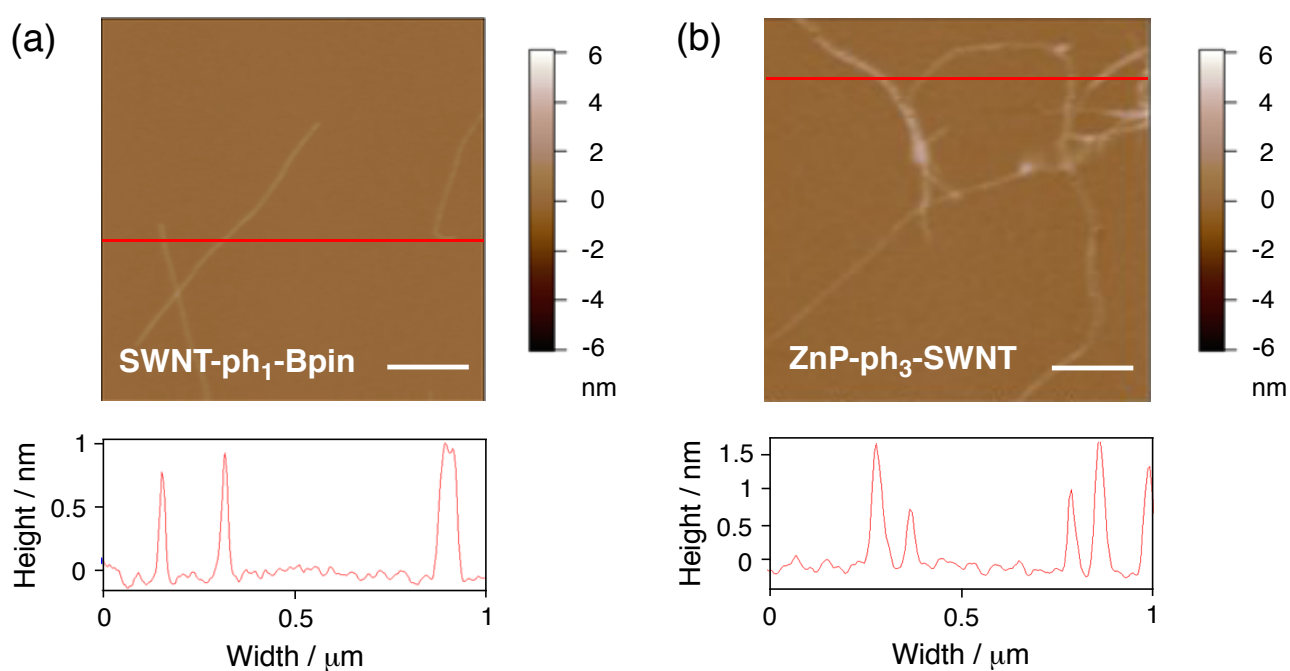 (a)
SWNT-ph₁-Bpin
6
4
2
0
-2
-4
-6
nm
Height / nm
1
0.5
0
0
0.5
1
Width / μm
(b)
ZnP-ph₃-SWNT
6
4
2
0
-2
-4
-6
nm
Height / nm
1.5
1
0.5
0
0
0.5
1
Width / μm